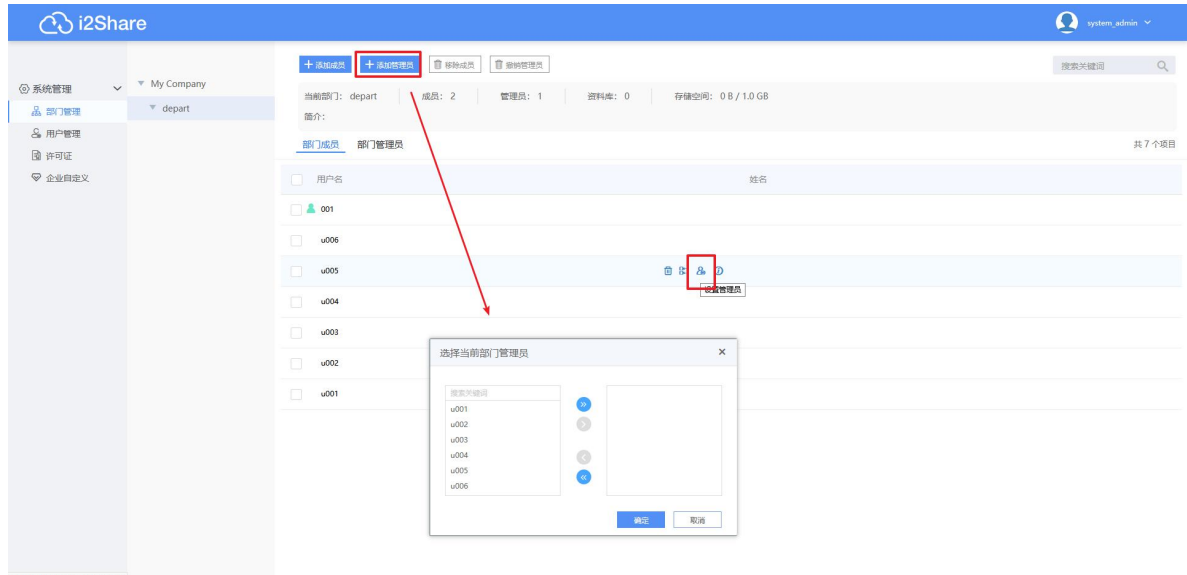 i2Share
system_admin
添加成员 添加管理员 移除成员 撤销管理员
搜索关键词
系统管理
部门管理
用户管理
许可证
企业自定义
My Company
depart
当前部门: depart 成员: 2 管理员: 1 资料库: 0 存储空间: 0 B / 1.0 GB
简介:
部门成员 部门管理员 共 7 个项目
用户名 姓名
001
u006
u005
设置管理员
u004
u003
u002
u001
选择当前部门管理员
搜索关键词
u001
u002
u003
u004
u005
u006
确定 取消